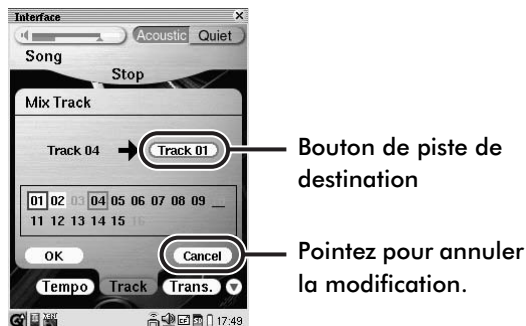 Interface ×
Acoustic Quiet
Song
Stop
Mix Track
Track 04 Track 01
01 02 03 04 05 06 07 08 09
11 12 13 14 15 16
OK Cancel
Tempo Track Trans.
17:49
Bouton de piste de
destination
Pointez pour annuler
la modification.